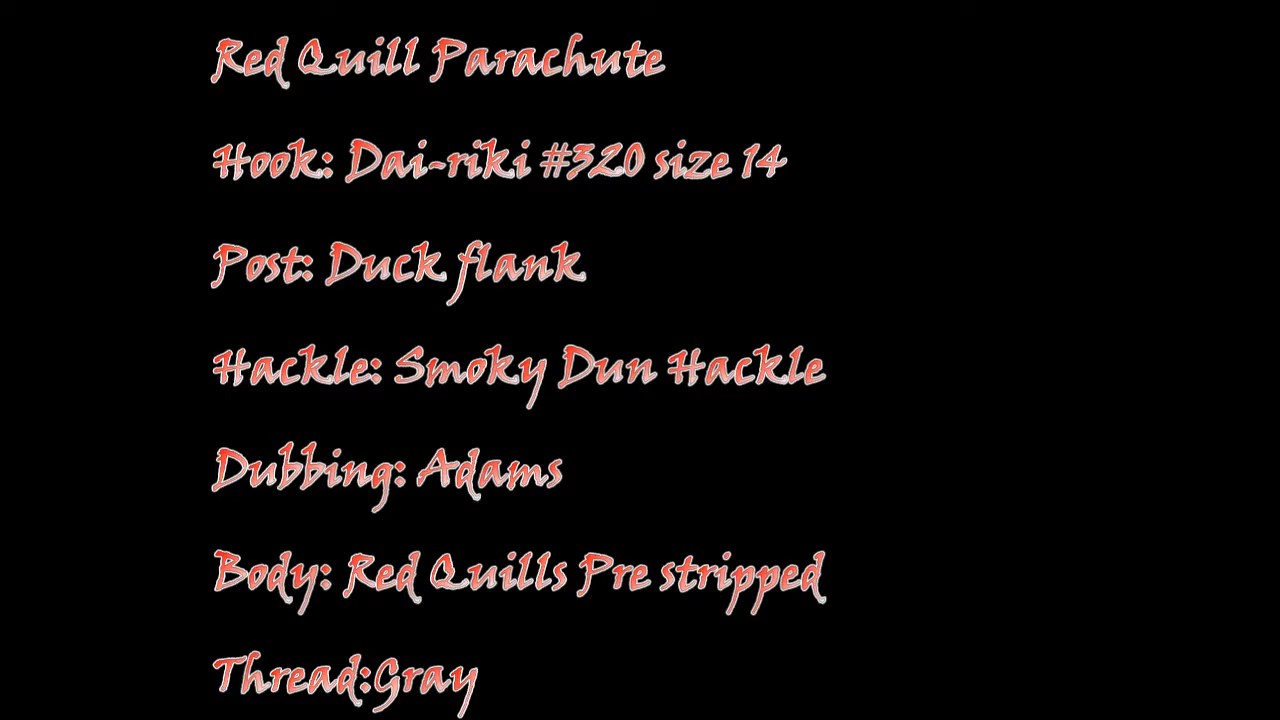 Red Quill Parachute
Hook: Dai-riki #320 size 14
Post: Duck flank
Hackle: Smoky Dun Hackle
Dubbing: Adams
Body: Red Quills Pre stripped
Thread:Gray